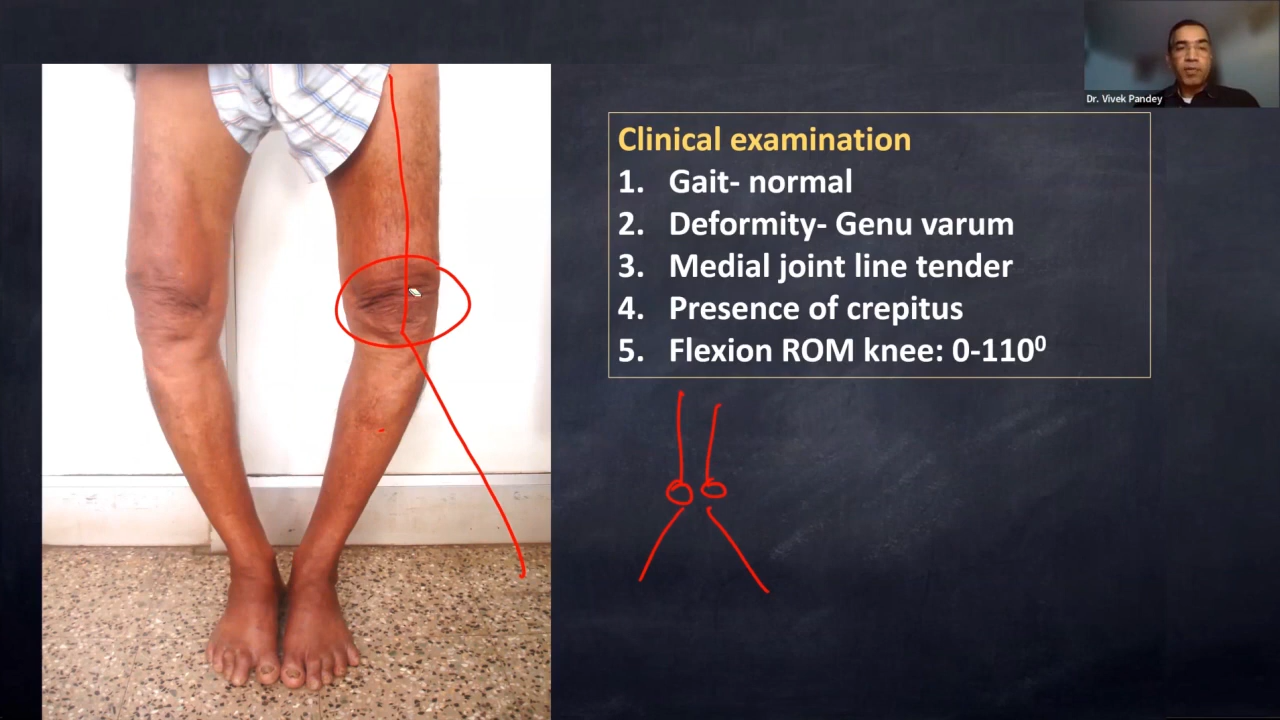 Dr. Vivek Pandey
Clinical examination
1. Gait- normal
2. Deformity- Genu varum
3. Medial joint line tender
4. Presence of crepitus
5. Flexion ROM knee: 0-110⁰